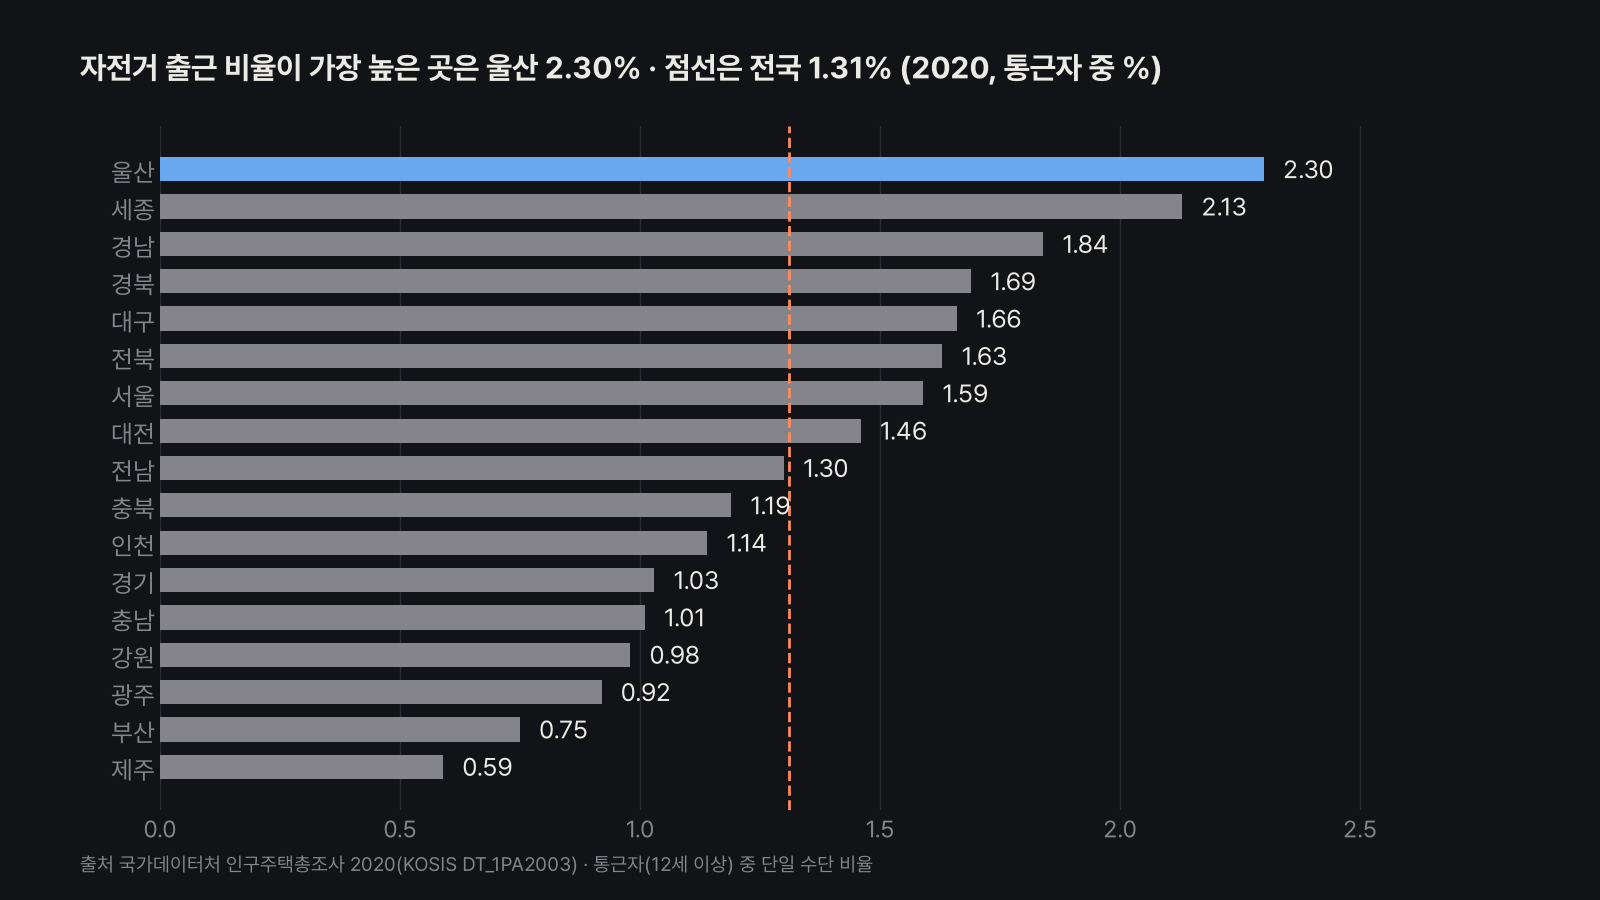 자전거 출근 비율이 가장 높은 곳은 울산 2.30% · 점선은 전국 1.31% (2020, 통근자 중 %)
울산 2.30
세종 2.13
경남 1.84
경북 1.69
대구 1.66
전북 1.63
서울 1.59
대전 1.46
전남 1.30
충북 1.19
인천 1.14
경기 1.03
충남 1.01
강원 0.98
광주 0.92
부산 0.75
제주 0.59
0.0 0.5 1.0 1.5 2.0 2.5
출처 국가데이터처 인구주택총조사 2020(KOSIS DT_1PA2003) · 통근자(12세 이상) 중 단일 수단 비율